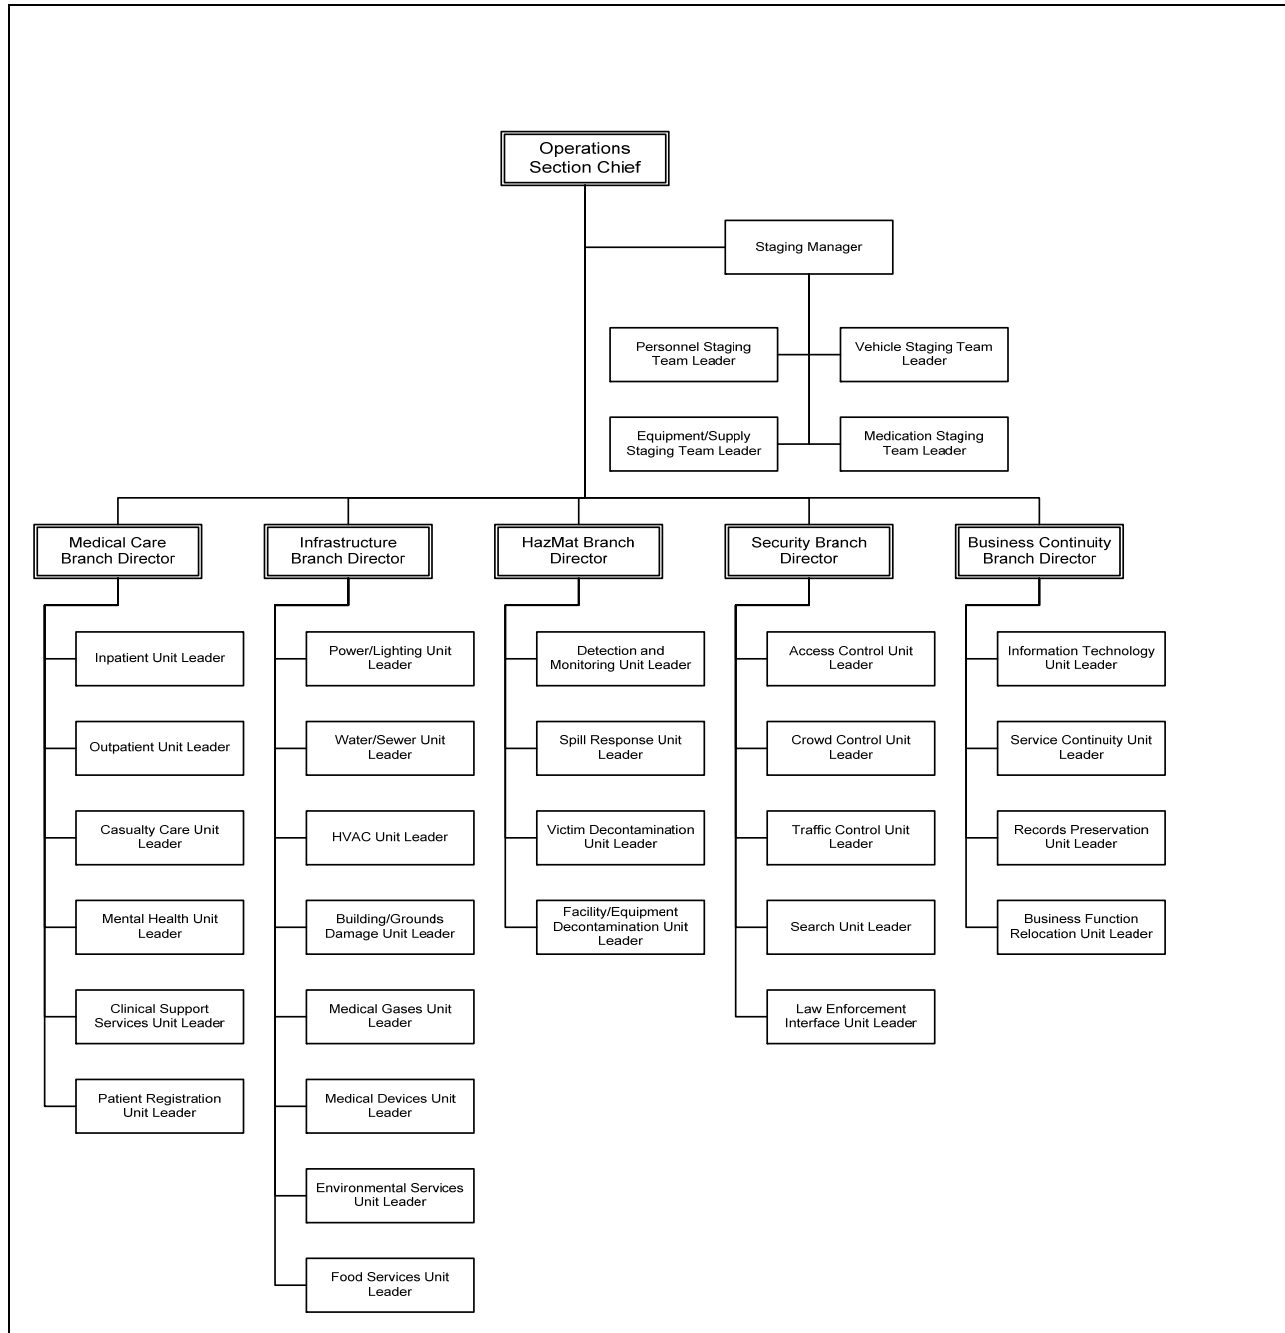 Operations
Section Chief
Staging Manager
Personnel Staging
Team Leader
Vehicle Staging Team
Leader
Equipment/Supply
Staging Team Leader
Medication Staging
Team Leader
Medical Care
Branch Director
Infrastructure
Branch Director
HazMat Branch
Director
Security Branch
Director
Business Continuity
Branch Director
Inpatient Unit Leader
Outpatient Unit Leader
Casualty Care Unit
Leader
Mental Health Unit
Leader
Clinical Support
Services Unit Leader
Patient Registration
Unit Leader
Power/Lighting Unit
Leader
Water/Sewer Unit
Leader
HVAC Unit Leader
Building/Grounds
Damage Unit Leader
Medical Gases Unit
Leader
Medical Devices Unit
Leader
Environmental Services
Unit Leader
Food Services Unit
Leader
Detection and
Monitoring Unit Leader
Spill Response Unit
Leader
Victim Decontamination
Unit Leader
Facility/Equipment
Decontamination Unit
Leader
Access Control Unit
Leader
Crowd Control Unit
Leader
Traffic Control Unit
Leader
Search Unit Leader
Law Enforcement
Interface Unit Leader
Information Technology
Unit Leader
Service Continuity Unit
Leader
Records Preservation
Unit Leader
Business Function
Relocation Unit Leader